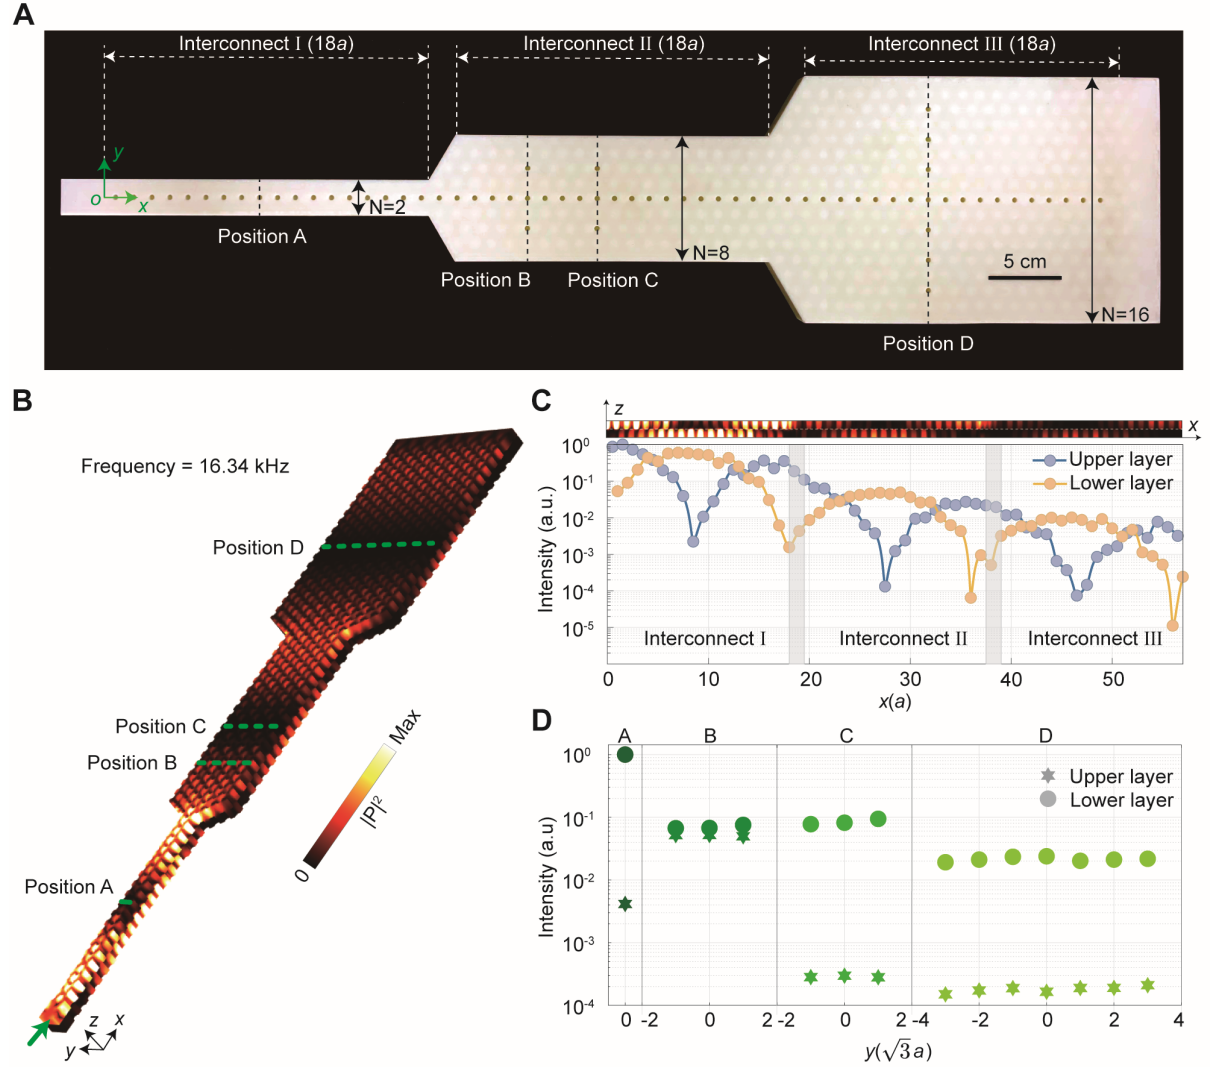 A
Interconnect I (18a)
Interconnect II (18a)
Interconnect III (18a)
y
o
x
N=2
Position A
Position B
Position C
N=8
5 cm
N=16
Position D
B
Frequency = 16.34 kHz
Position D
Position C
Position B
Position A
Max
|P|²
0
z
x
y
C
z
x
10⁰
10⁻¹
10⁻²
10⁻³
10⁻⁴
10⁻⁵
Intensity (a.u.)
Upper layer
Lower layer
Interconnect I
Interconnect II
Interconnect III
0 10 20 30 40 50
x(a)
D
A B C D
10⁰
10⁻¹
10⁻²
10⁻³
10⁻⁴
Intensity (a.u)
Upper layer
Lower layer
0 -2 0 2 -2 0 2 -4 -2 0 2 4
y(√3a)